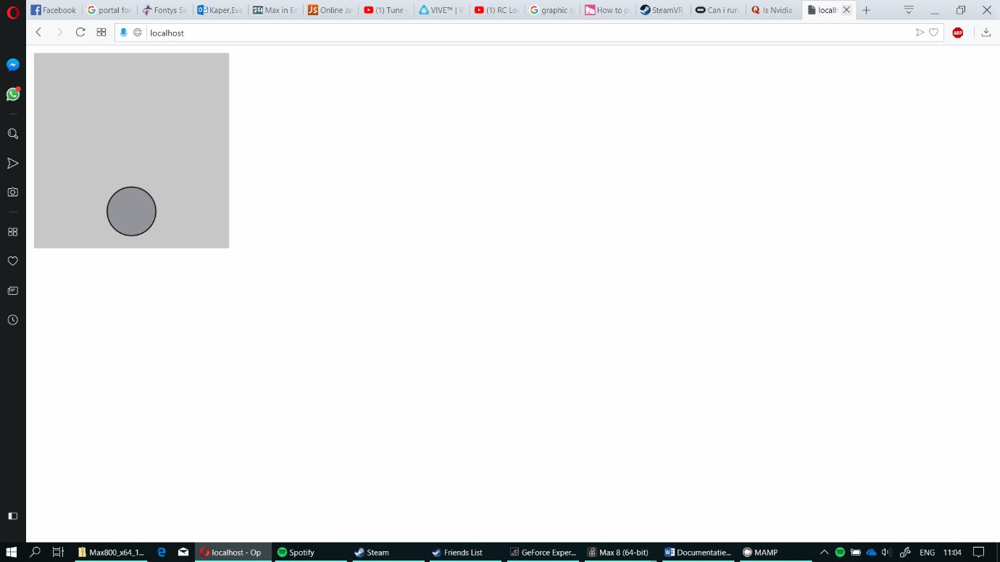 Facebook
portal for
Fontys Si
Kaper,Eva
Max in Ed
JS Online Ja
(1) Tune i
VIVE™ | V
(1) RC Lo
graphic c
How to p
SteamVR
Can i run
Is Nvidia
localh
localhost
ABP
Max800_x64_1...
localhost - Op
Spotify
Steam
Friends List
GeForce Exper...
Max 8 (64-bit)
Documentatie...
MAMP
ENG
11:04